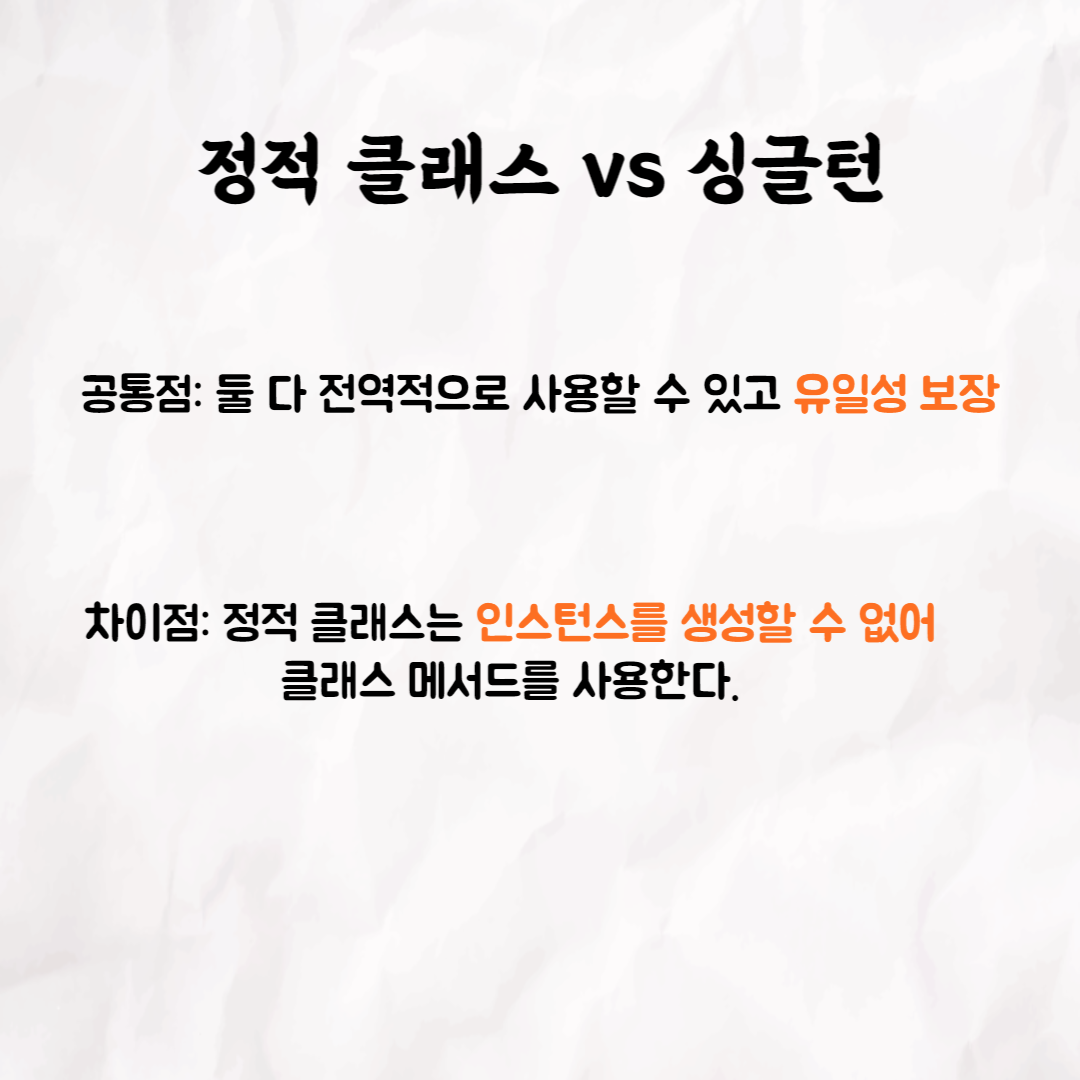 정적 클래스 vs 싱글턴
공통점: 둘 다 전역적으로 사용할 수 있고 유일성 보장
차이점: 정적 클래스는 인스턴스를 생성할 수 없어
클래스 메서드를 사용한다.